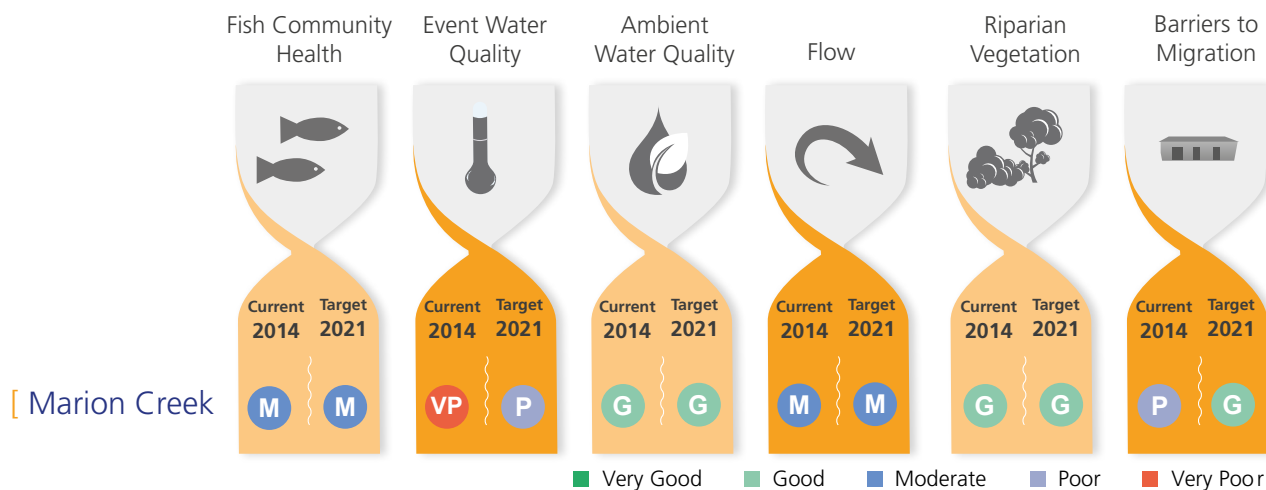 Fish Community
Health
Event Water
Quality
Ambient
Water Quality
Flow
Riparian
Vegetation
Barriers to
Migration
Current Target
2014 2021
Current Target
2014 2021
Current Target
2014 2021
Current Target
2014 2021
Current Target
2014 2021
Current Target
2014 2021
[ Marion Creek
M M
VP P
G G
M M
G G
P G
Very Good Good Moderate Poor Very Poor